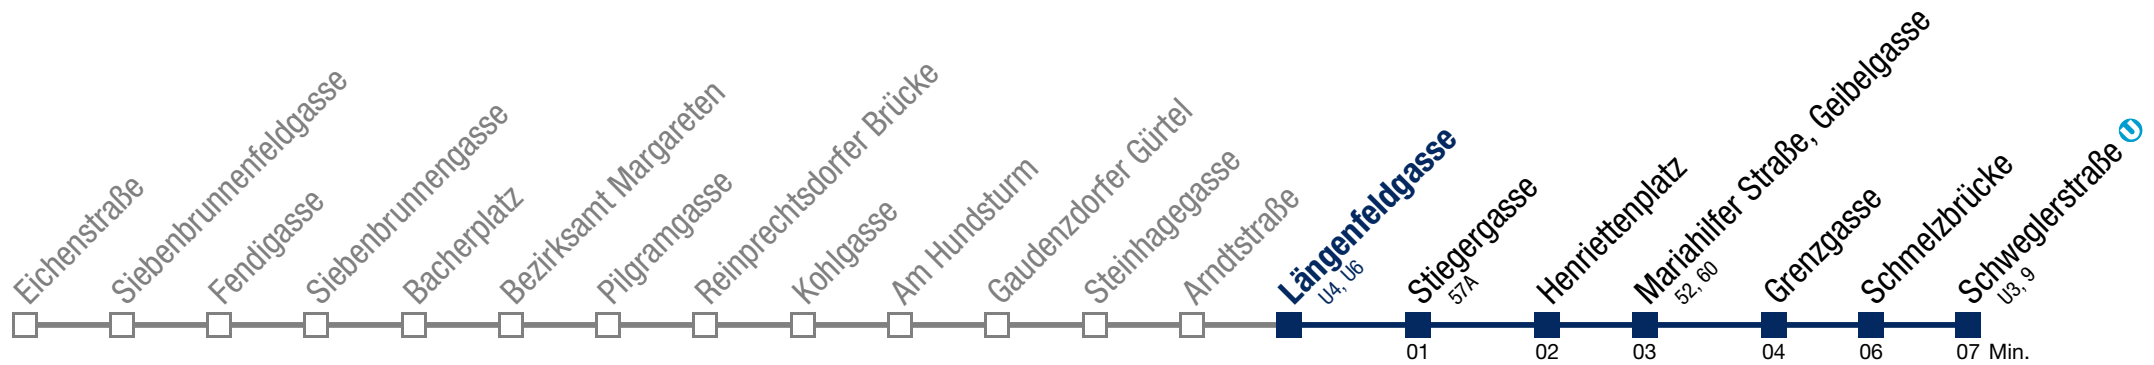 Eichenstraße
Siebenbrunnenfeldgasse
Fendigasse
Siebenbrunnengasse
Bacherplatz
Bezirksamt Margareten
Pilgramgasse
Reinprechtsdorfer Brücke
Kohlgasse
Am Hundsturm
Gaudenzdorfer Gürtel
Steinhagegasse
Arndtstraße
Längenfeldgasse
U4, U6
Stiegergasse
57A
Henriettenplatz
Mariahilfer Straße, Geibelgasse
52, 60
Grenzgasse
Schmelzbrücke
Schweglerstraße U
U3, 9
01 02 03 04 06 07 Min.